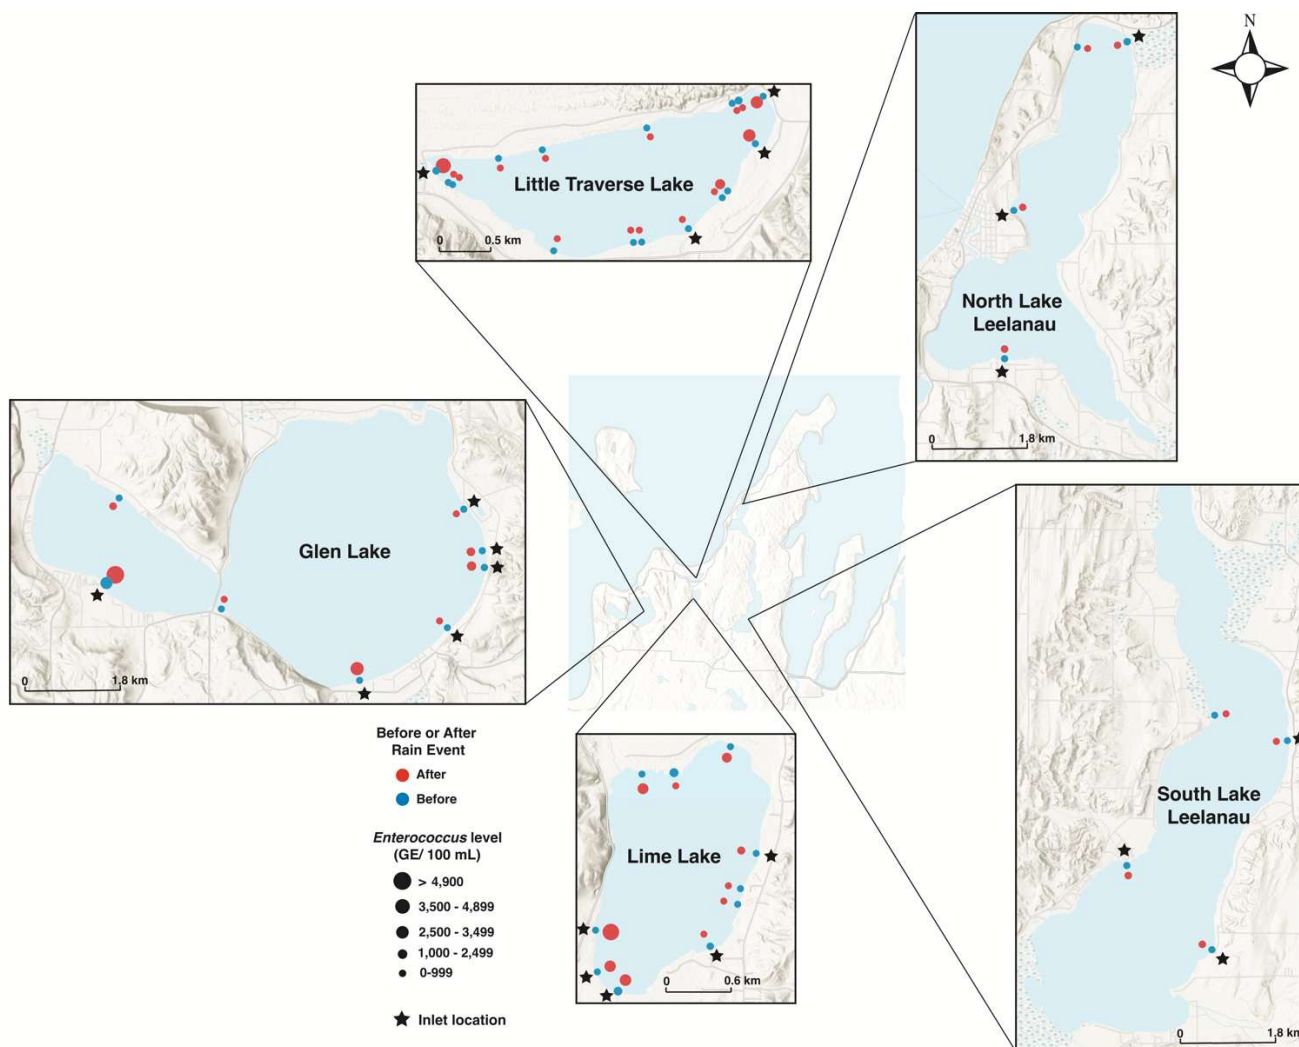 N
Little Traverse Lake
0 0.5 km
North Lake
Leelanau
0 1.8 km
Glen Lake
0 1.8 km
Before or After
Rain Event
After
Before
Enterococcus level
(GE/ 100 mL)
> 4,900
3,500 - 4,899
2,500 - 3,499
1,000 - 2,499
0-999
Inlet location
Lime Lake
0 0.6 km
South Lake
Leelanau
0 1.8 km